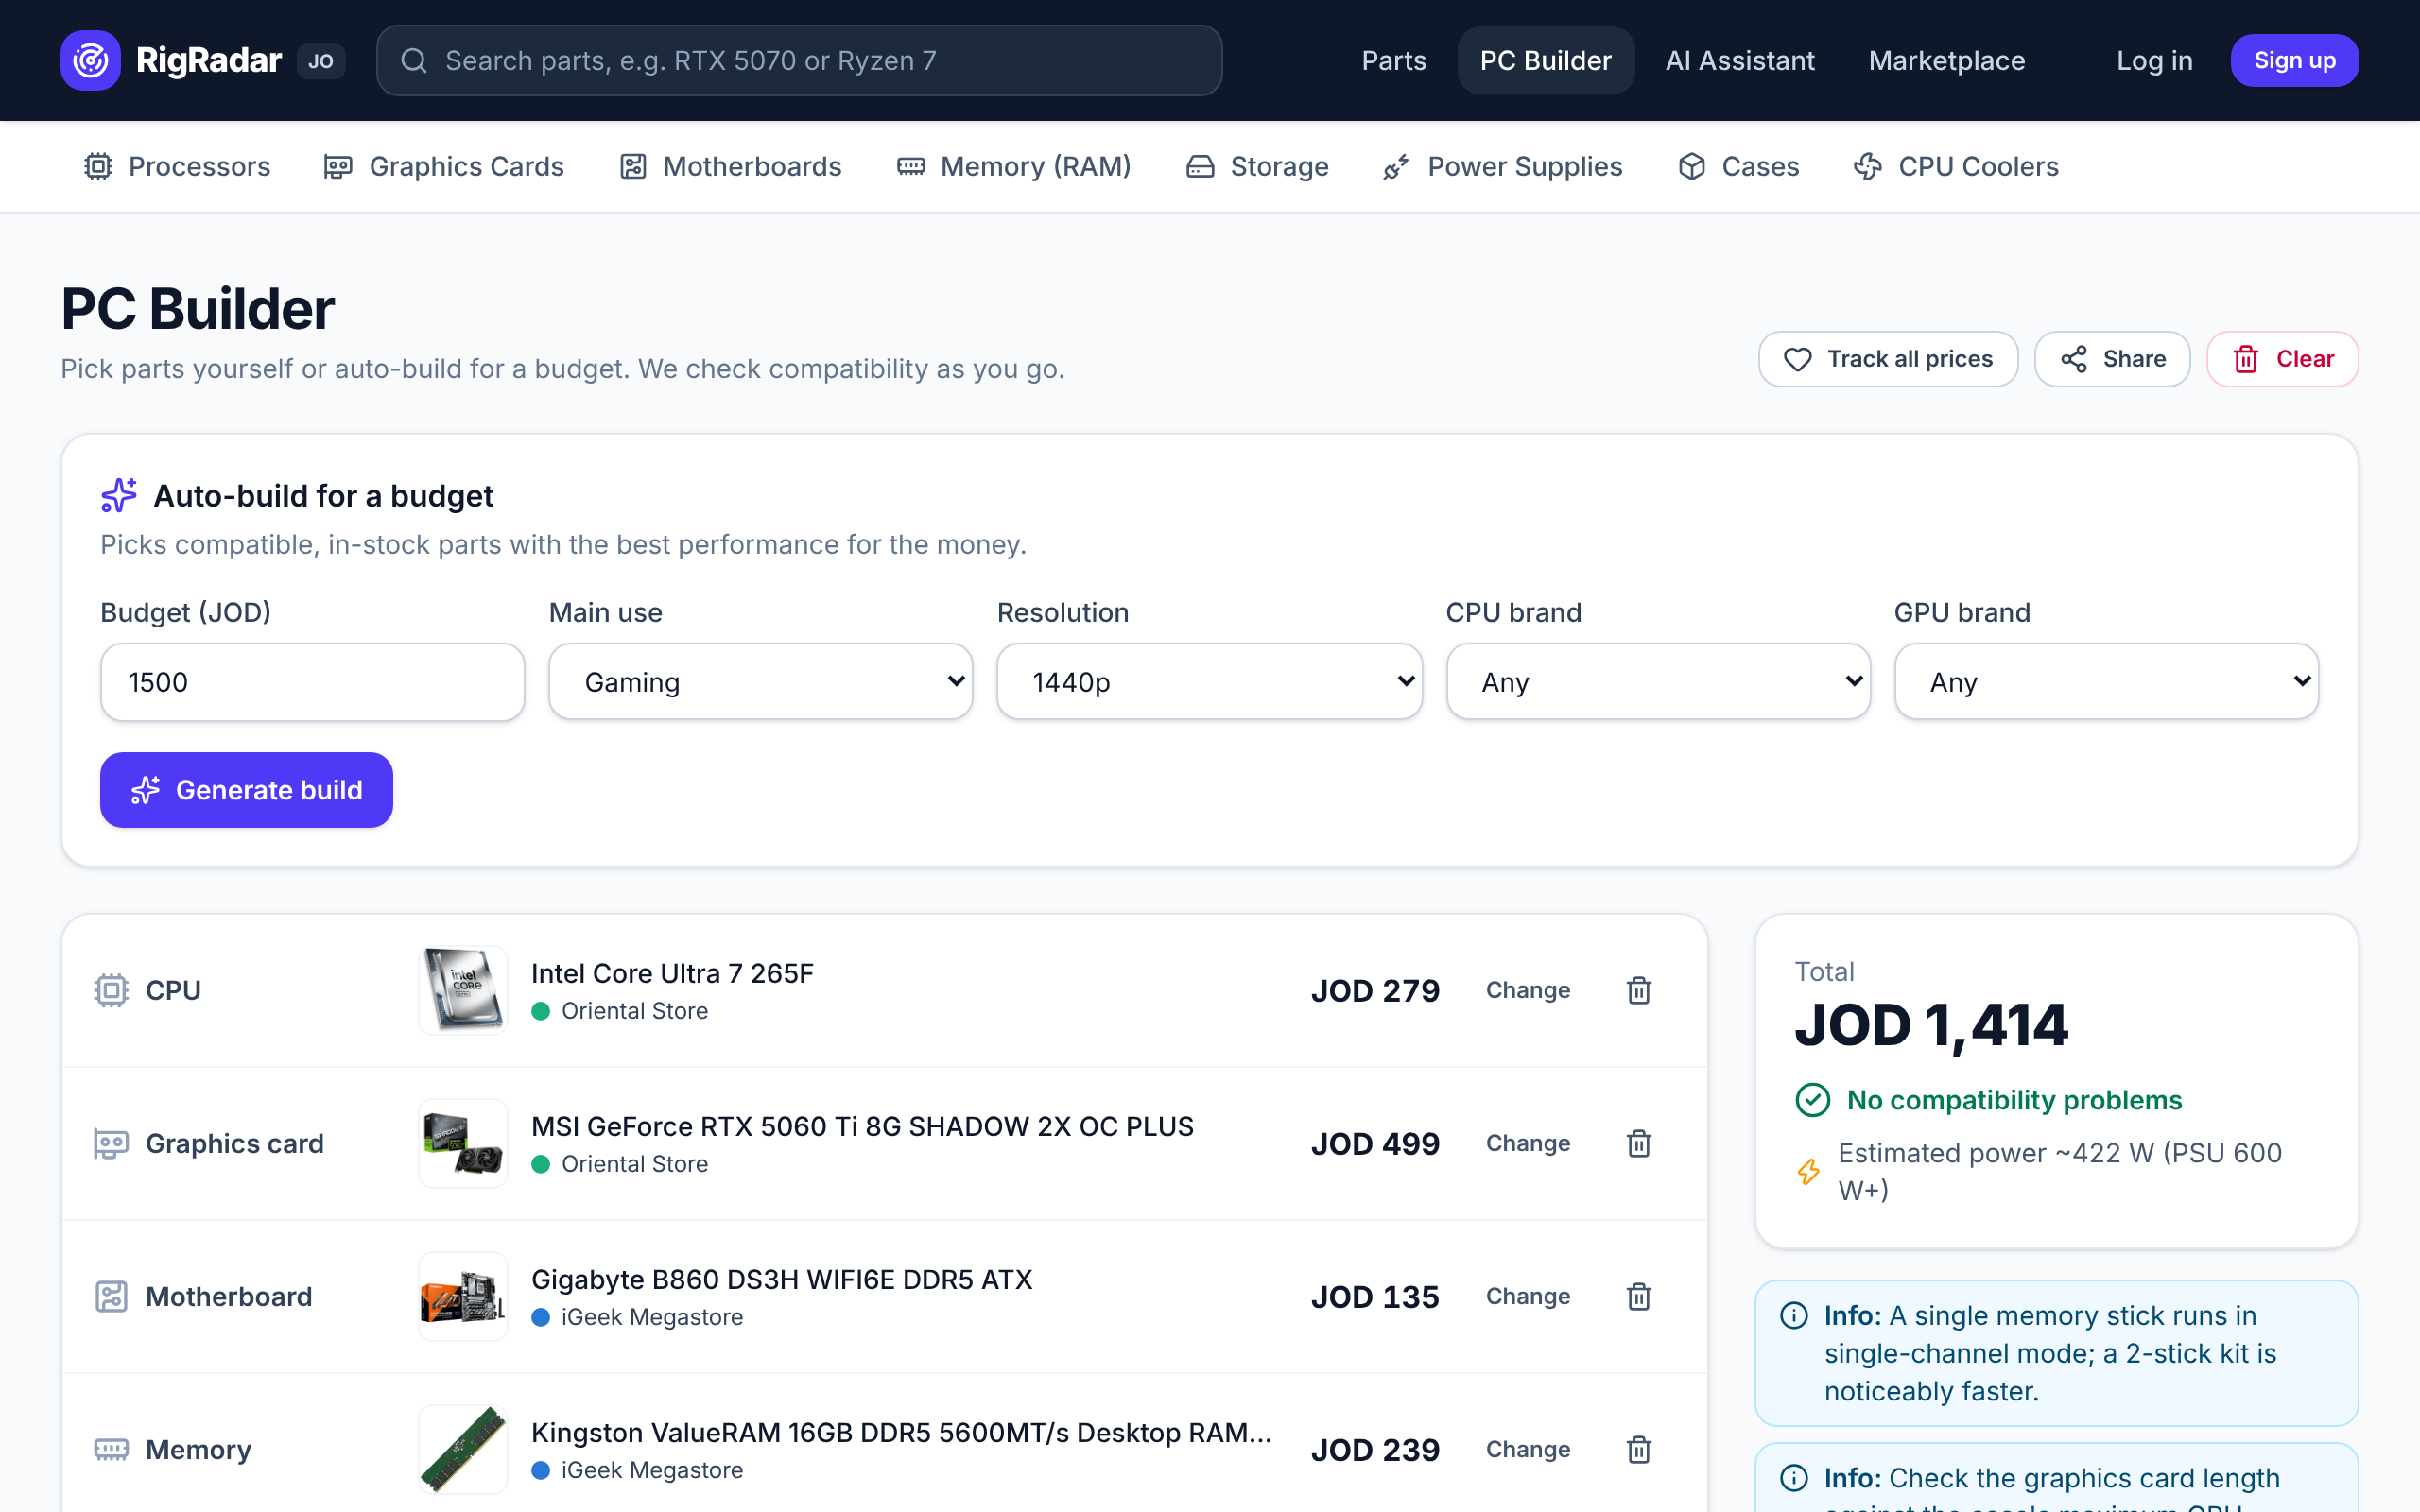 RigRadar JO
Search parts, e.g. RTX 5070 or Ryzen 7
Parts
PC Builder
AI Assistant
Marketplace
Log in
Sign up
Processors
Graphics Cards
Motherboards
Memory (RAM)
Storage
Power Supplies
Cases
CPU Coolers
PC Builder
Pick parts yourself or auto-build for a budget. We check compatibility as you go.
Track all prices
Share
Clear
Auto-build for a budget
Picks compatible, in-stock parts with the best performance for the money.
Budget (JOD)
1500
Main use
Gaming
Resolution
1440p
CPU brand
Any
GPU brand
Any
Generate build
CPU
intel
CORE
Intel Core Ultra 7 265F
Oriental Store
JOD 279
Change
Graphics card
MSI GeForce RTX 5060 Ti 8G SHADOW 2X OC PLUS
Oriental Store
JOD 499
Change
Motherboard
Gigabyte B860 DS3H WIFI6E DDR5 ATX
iGeek Megastore
JOD 135
Change
Memory
Kingston ValueRAM 16GB DDR5 5600MT/s Desktop RAM...
iGeek Megastore
JOD 239
Change
Total
JOD 1,414
No compatibility problems
Estimated power ~422 W (PSU 600
W+)
Info: A single memory stick runs in
single-channel mode; a 2-stick kit is
noticeably faster.
Info: Check the graphics card length